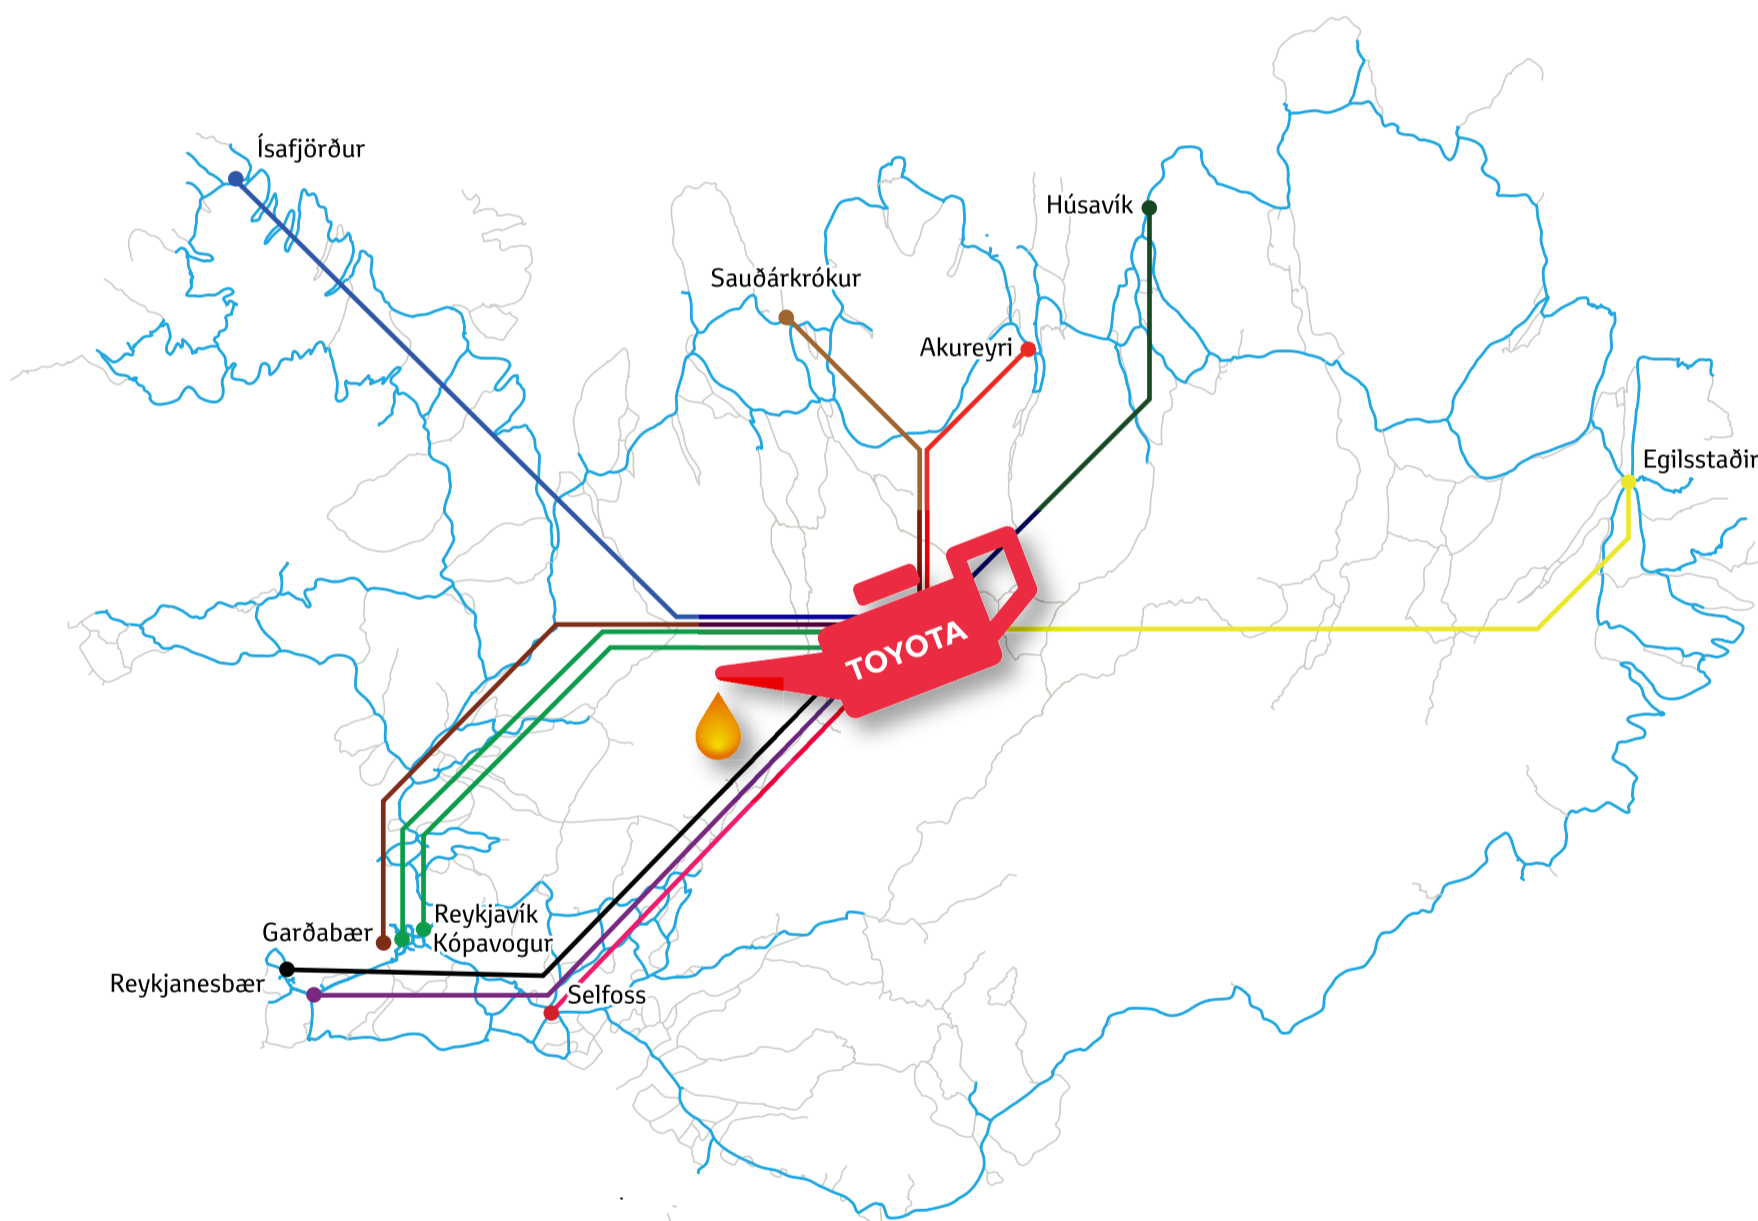 Ísafjörður
Húsavík
Sauðárkrókur
Akureyri
Egilsstaðir
TOYOTA
Reykjavík
Garðabær
Kópavogur
Reykjanesbær
Selfoss